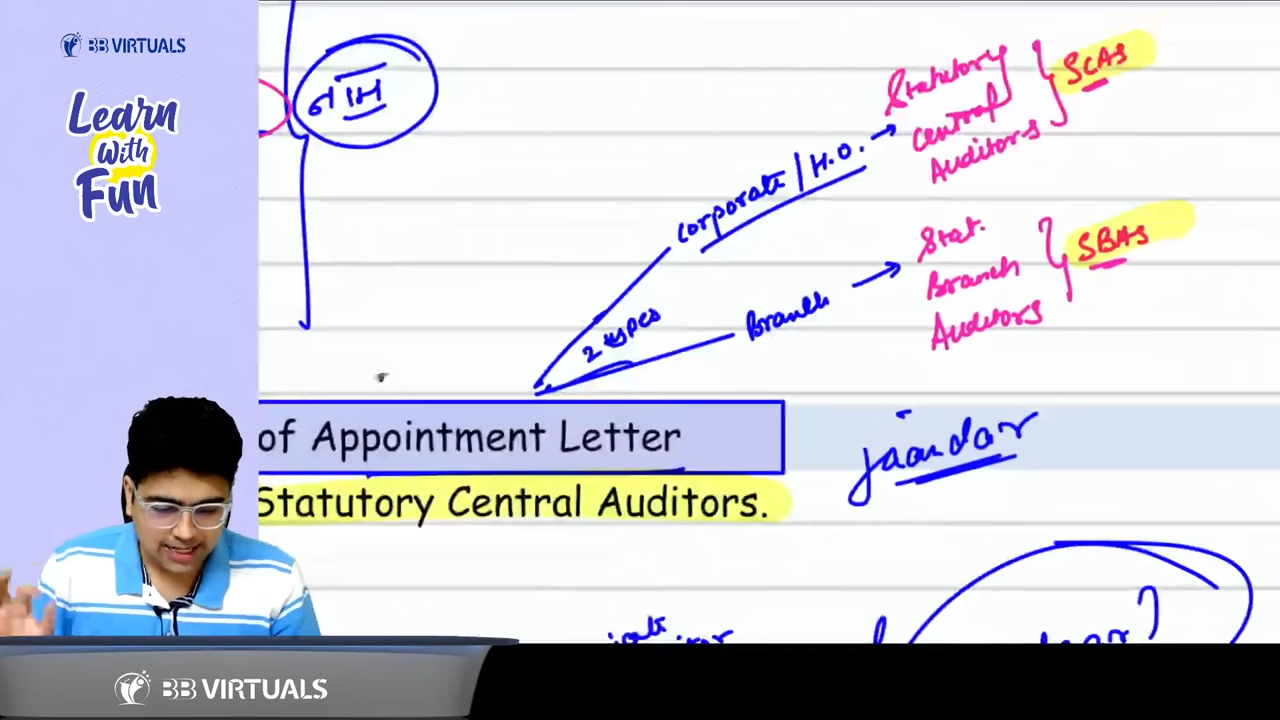 BB VIRTUALS
Learn
with
Fun
Statutory
Central
Auditors
SCAS
Corporate / H.O.
Stat.
Branch
Auditors
SBAS
2 types
Branch
of Appointment Letter
jaandar
Statutory Central Auditors.
?
BB VIRTUALS